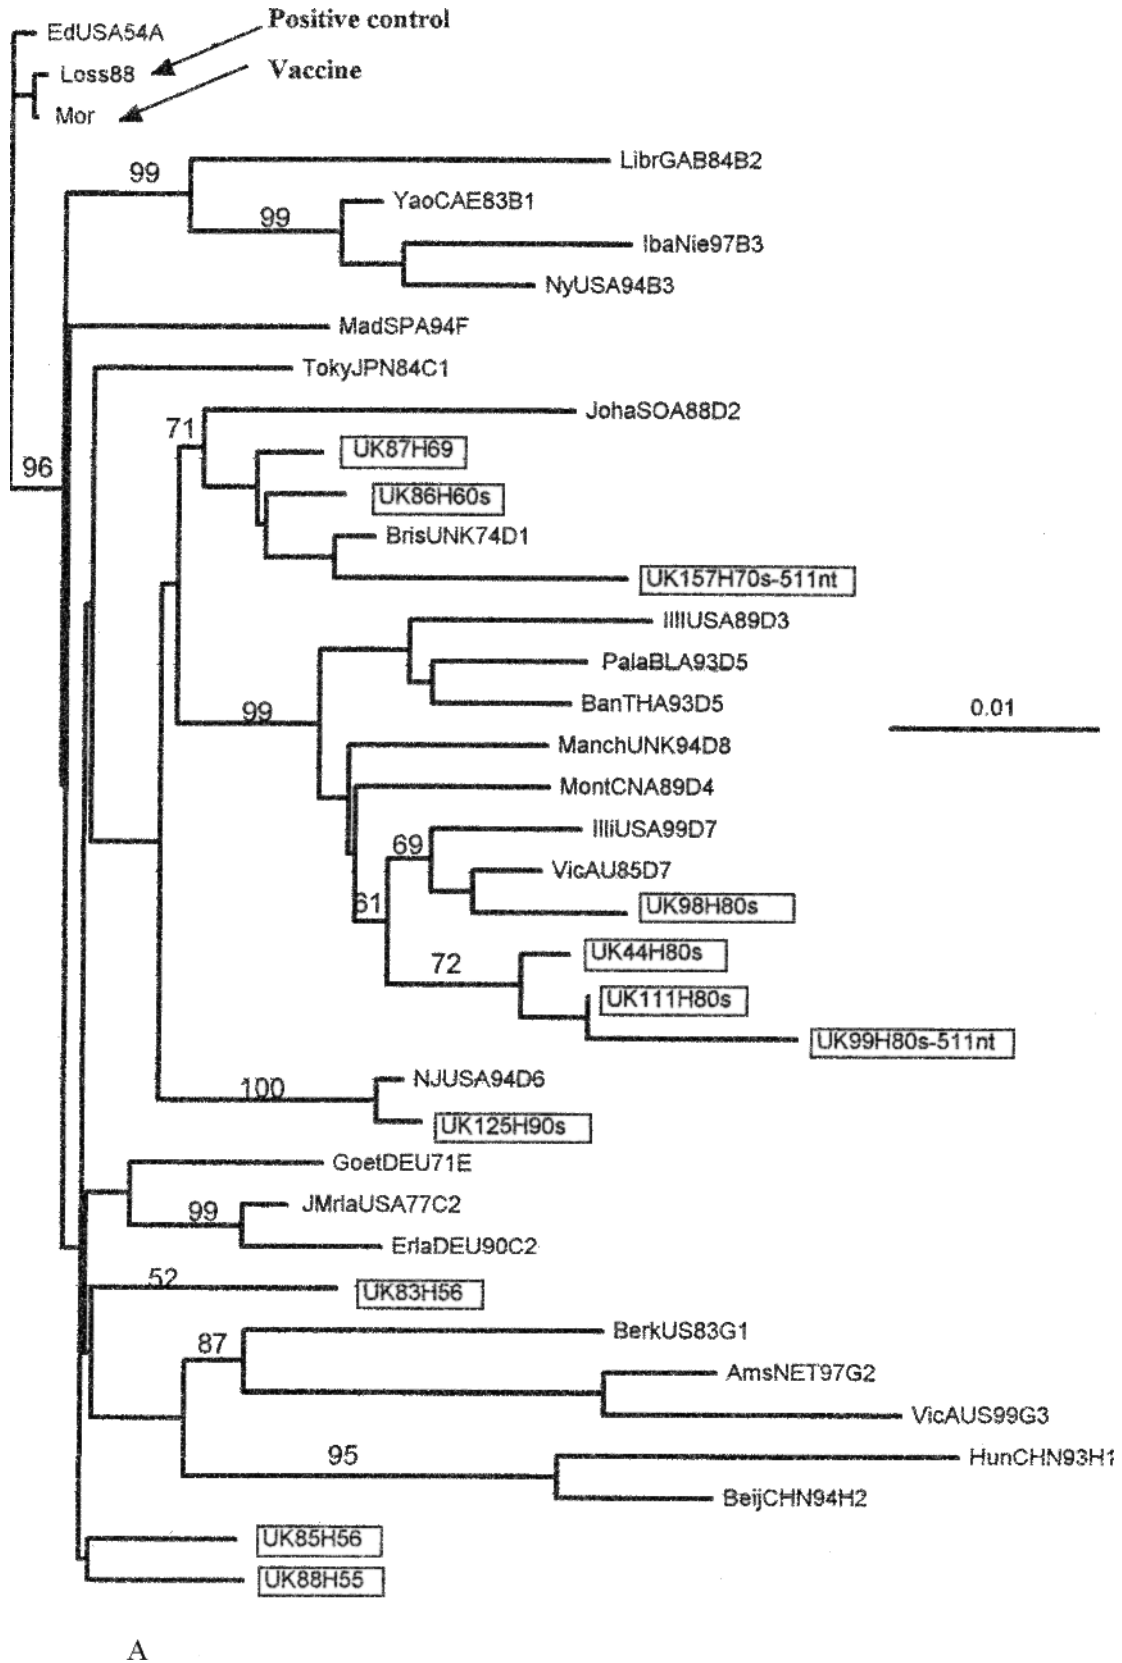 Positive control
EdUSA54A
Loss88
Vaccine
Mor
99
LibrGAB84B2
YaoCAE83B1
99
IbaNie97B3
NyUSA94B3
MadSPA94F
TokyJPN84C1
JohaSOA88D2
71
UK87H69
96
UK86H60s
BrisUNK74D1
UK157H70s-511nt
IllIUSA89D3
PalaBLA93D5
BanTHA93D5
99
0.01
ManchUNK94D8
MontCNA89D4
IlliUSA99D7
69
VicAU85D7
61
UK98H80s
UK44H80s
72
UK111H80s
UK99H80s-511nt
NJUSA94D6
100
UK125H90s
GoetDEU71E
JMrlaUSA77C2
99
ErlaDEU90C2
52
UK83H56
BerkUS83G1
87
AmsNET97G2
VicAUS99G3
95
HunCHN93H1
BeijCHN94H2
UK85H56
UK88H55
A